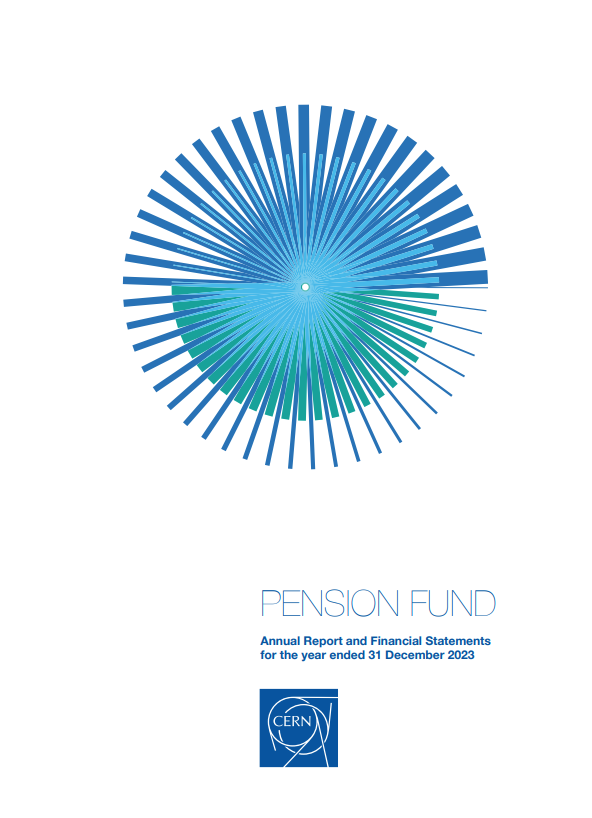 PENSION FUND
Annual Report and Financial Statements
for the year ended 31 December 2023
CERN